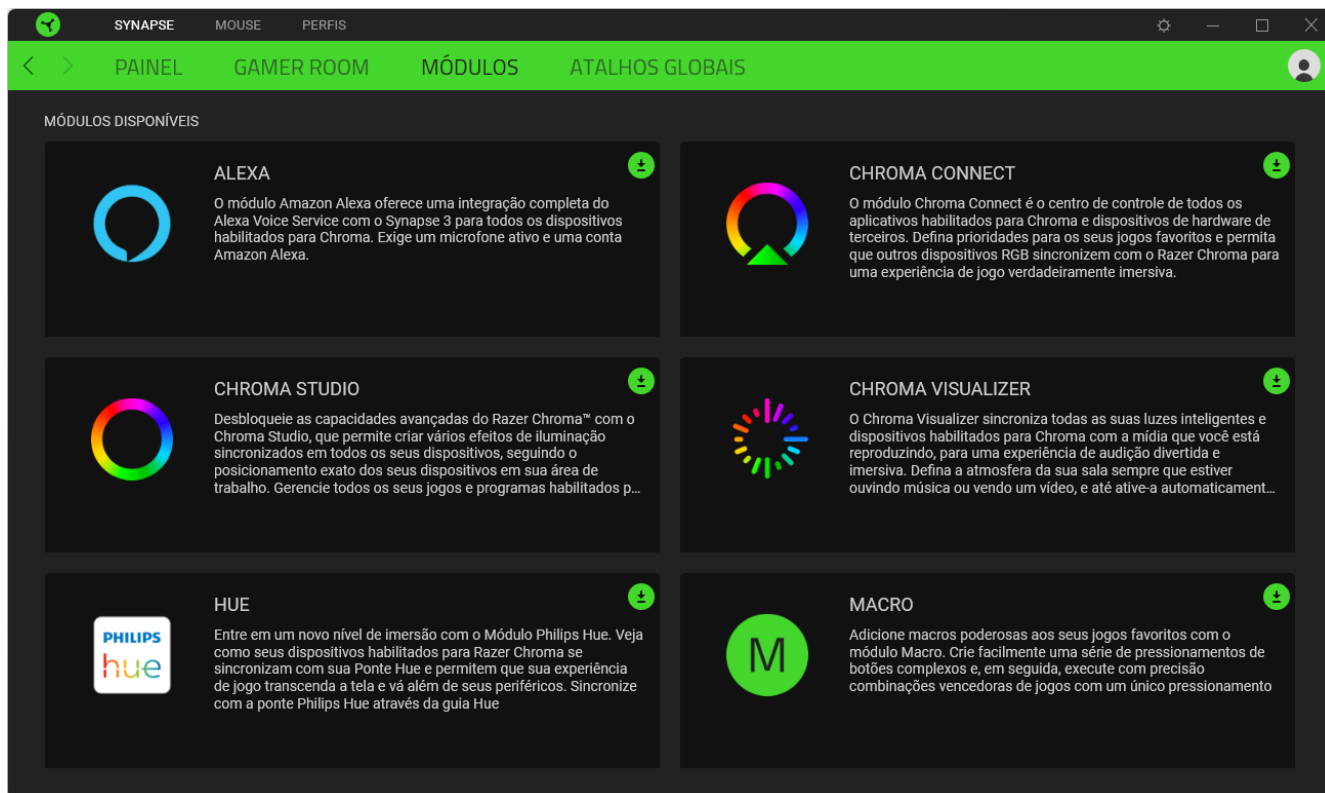 SYNAPSE MOUSE PERFIS
PAINEL GAMER ROOM MÓDULOS ATALHOS GLOBAIS
MÓDULOS DISPONÍVEIS
ALEXA
O módulo Amazon Alexa oferece uma integração completa do
Alexa Voice Service com o Synapse 3 para todos os dispositivos
habilitados para Chroma. Exige um microfone ativo e uma conta
Amazon Alexa.
CHROMA CONNECT
O módulo Chroma Connect é o centro de controle de todos os
aplicativos habilitados para Chroma e dispositivos de hardware de
terceiros. Defina prioridades para os seus jogos favoritos e permita
que outros dispositivos RGB sincronizem com o Razer Chroma para
uma experiência de jogo verdadeiramente imersiva.
CHROMA STUDIO
Desbloqueie as capacidades avançadas do Razer Chroma™ com o
Chroma Studio, que permite criar vários efeitos de iluminação
sincronizados em todos os seus dispositivos, seguindo o
posicionamento exato dos seus dispositivos em sua área de
trabalho. Gerencie todos os seus jogos e programas habilitados p...
CHROMA VISUALIZER
O Chroma Visualizer sincroniza todas as suas luzes inteligentes e
dispositivos habilitados para Chroma com a mídia que você está
reproduzindo, para uma experiência de audição divertida e
imersiva. Defina a atmosfera da sua sala sempre que estiver
ouvindo música ou vendo um vídeo, e até ative-a automaticament...
PHILIPS
hue
HUE
Entre em um novo nível de imersão com o Módulo Philips Hue. Veja
como seus dispositivos habilitados para Razer Chroma se
sincronizam com sua Ponte Hue e permitem que sua experiência
de jogo transcenda a tela e vá além de seus periféricos. Sincronize
com a ponte Philips Hue através da guia Hue
M
MACRO
Adicione macros poderosas aos seus jogos favoritos com o
módulo Macro. Crie facilmente uma série de pressionamentos de
botões complexos e, em seguida, execute com precisão
combinações vencedoras de jogos com um único pressionamento